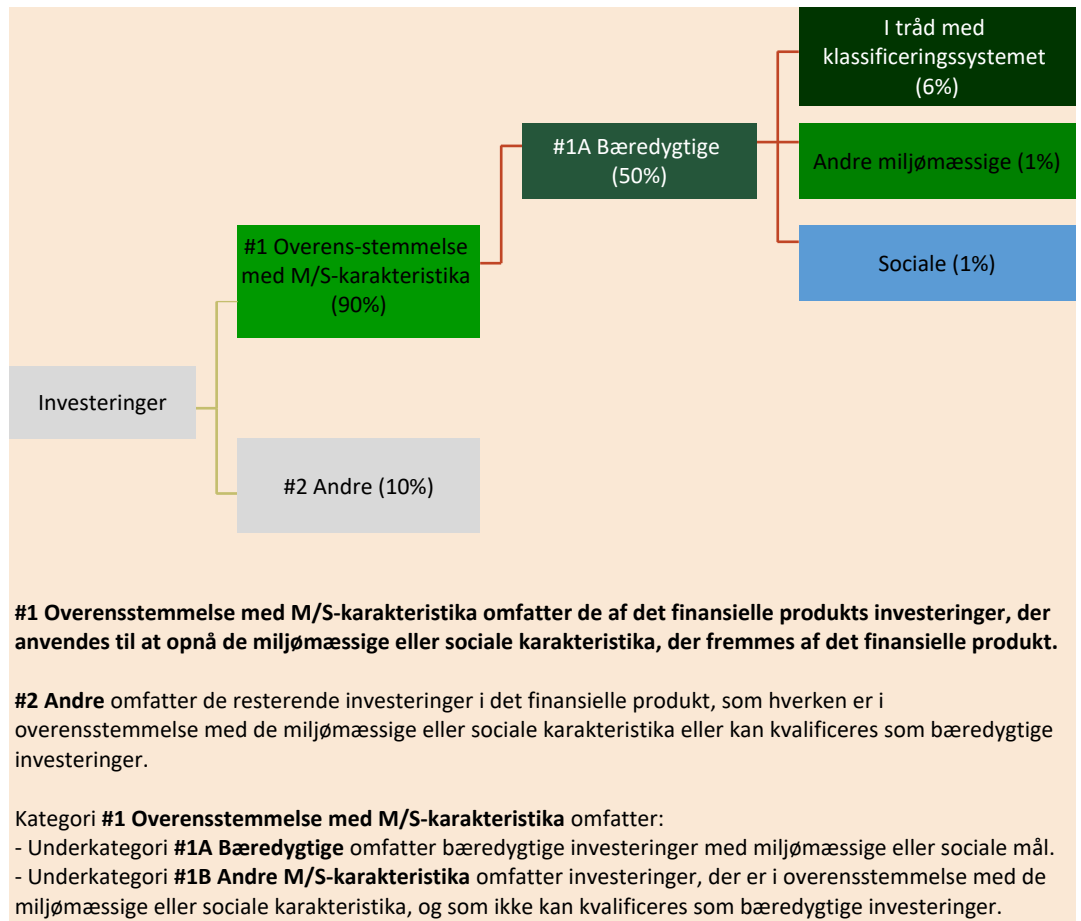 I tråd med
klassificeringssystemet
(6%)
#1A Bæredygtige
(50%)
Andre miljømæssige (1%)
#1 Overens-stemmelse
med M/S-karakteristika
(90%)
Sociale (1%)
Investeringer
#2 Andre (10%)
#1 Overensstemmelse med M/S-karakteristika omfatter de af det finansielle produkts investeringer, der
anvendes til at opnå de miljømæssige eller sociale karakteristika, der fremmes af det finansielle produkt.
#2 Andre omfatter de resterende investeringer i det finansielle produkt, som hverken er i
overensstemmelse med de miljømæssige eller sociale karakteristika eller kan kvalificeres som bæredygtige
investeringer.
Kategori #1 Overensstemmelse med M/S-karakteristika omfatter:
- Underkategori #1A Bæredygtige omfatter bæredygtige investeringer med miljømæssige eller sociale mål.
- Underkategori #1B Andre M/S-karakteristika omfatter investeringer, der er i overensstemmelse med de
miljømæssige eller sociale karakteristika, og som ikke kan kvalificeres som bæredygtige investeringer.